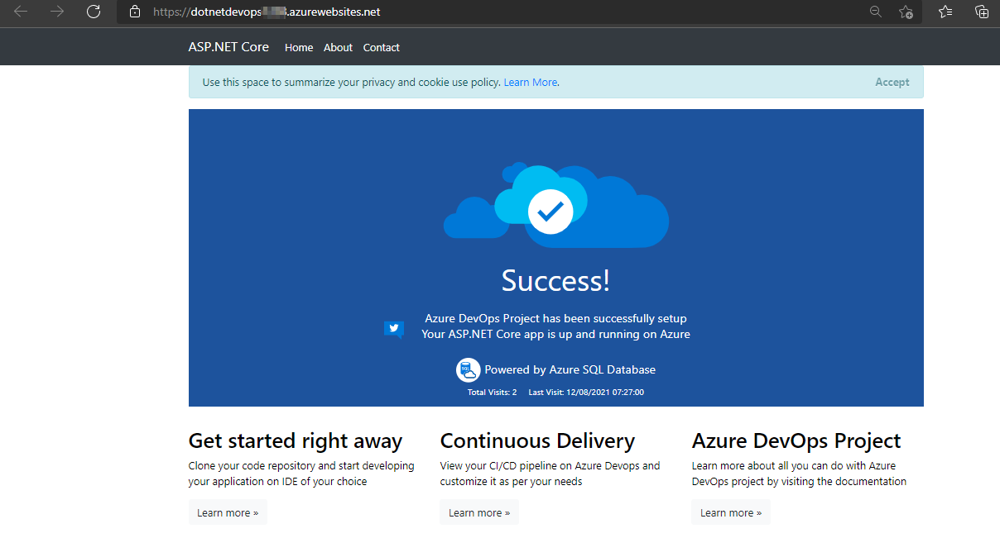 https://dotnetdevops .azurewebsites.net
ASP.NET Core Home About Contact
Use this space to summarize your privacy and cookie use policy. Learn More. Accept
Success!
Azure DevOps Project has been successfully setup
Your ASP.NET Core app is up and running on Azure
SQL
Powered by Azure SQL Database
Total Visits: 2 Last Visit: 12/08/2021 07:27:00
Get started right away
Clone your code repository and start developing
your application on IDE of your choice
Learn more »
Continuous Delivery
View your CI/CD pipeline on Azure Devops and
customize it as per your needs
Learn more »
Azure DevOps Project
Learn more about all you can do with Azure
DevOps project by visiting the documentation
Learn more »